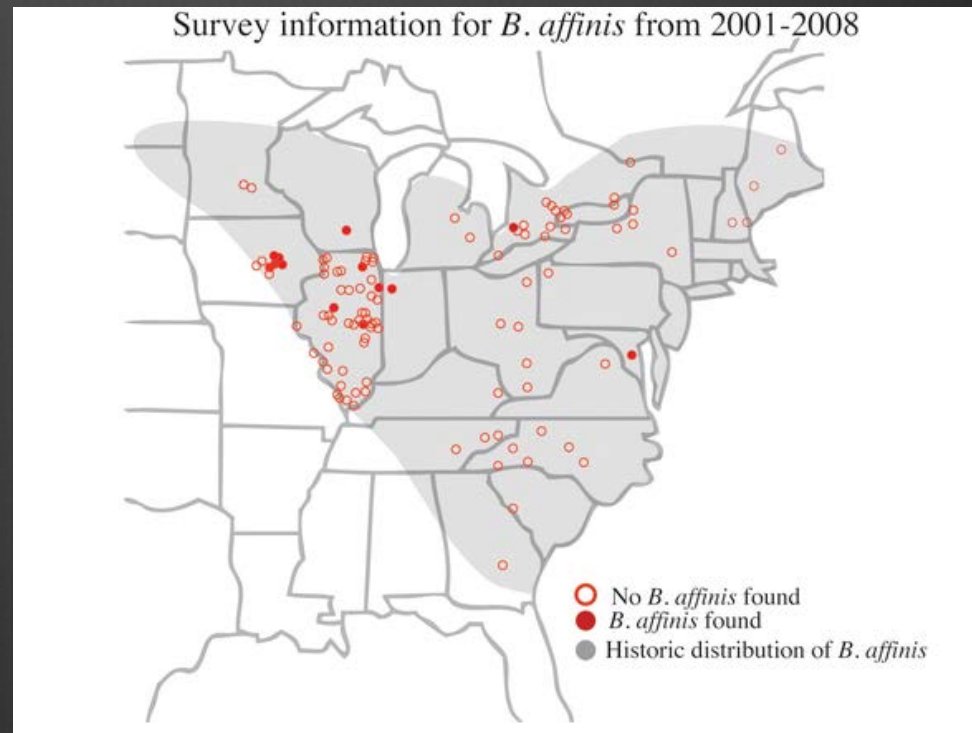 Survey information for B. affinis from 2001-2008
No B. affinis found
B. affinis found
Historic distribution of B. affinis